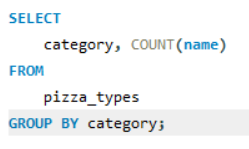 SELECT
category, COUNT(name)
FROM
pizza_types
GROUP BY category;